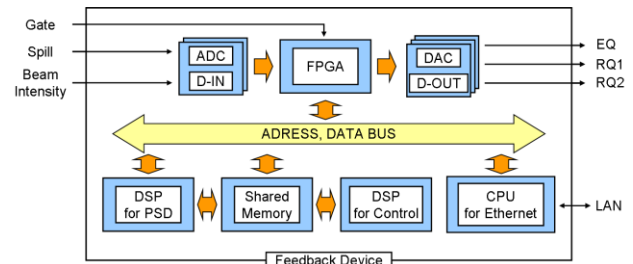 Gate
Spill
Beam
Intensity
ADC
D-IN
FPGA
DAC
D-OUT
EQ
RQ1
RQ2
ADRESS, DATA BUS
DSP
for PSD
Shared
Memory
DSP
for Control
CPU
for Ethernet
LAN
Feedback Device